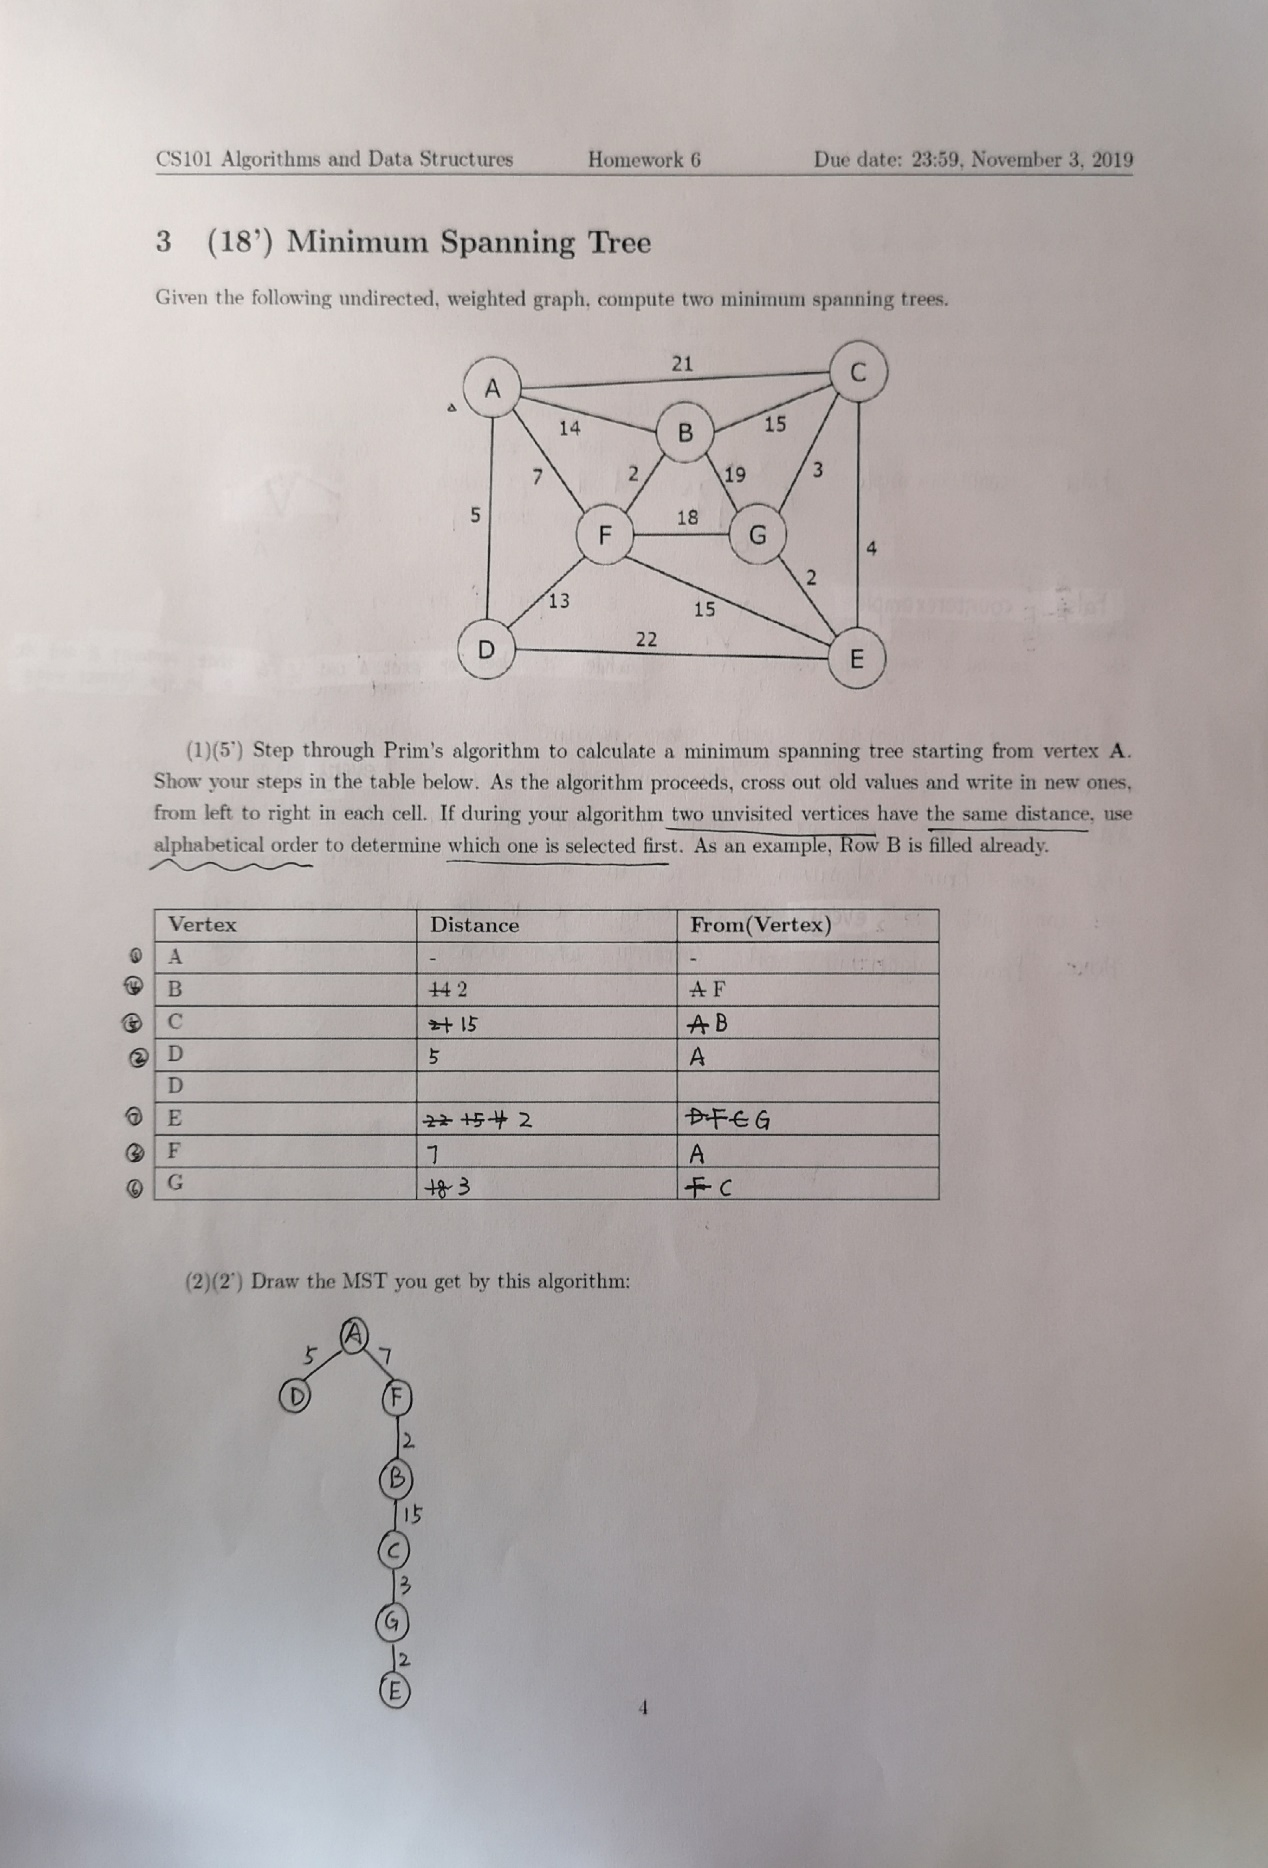 CS101 Algorithms and Data Structures Homework 6 Due date: 23:59, November 3, 2019
3 (18') Minimum Spanning Tree
Given the following undirected, weighted graph, compute two minimum spanning trees.
21
A
C
14
B
15
7
2
19
3
5
18
F
G
4
2
13
15
22
D
E
(1)(5') Step through Prim's algorithm to calculate a minimum spanning tree starting from vertex A.
Show your steps in the table below. As the algorithm proceeds, cross out old values and write in new ones,
from left to right in each cell. If during your algorithm two unvisited vertices have the same distance, use
alphabetical order to determine which one is selected first. As an example, Row B is filled already.
Vertex Distance From(Vertex)
① A - -
④ B 14 2 A F
⑤ C 21 15 A B
② D 5 A
D
⑦ E 22 15 4 2 D F C G
③ F 7 A
⑥ G 18 3 F C
(2)(2') Draw the MST you get by this algorithm:
A
5 7
D F
2
B
15
C
3
G
2
E
4